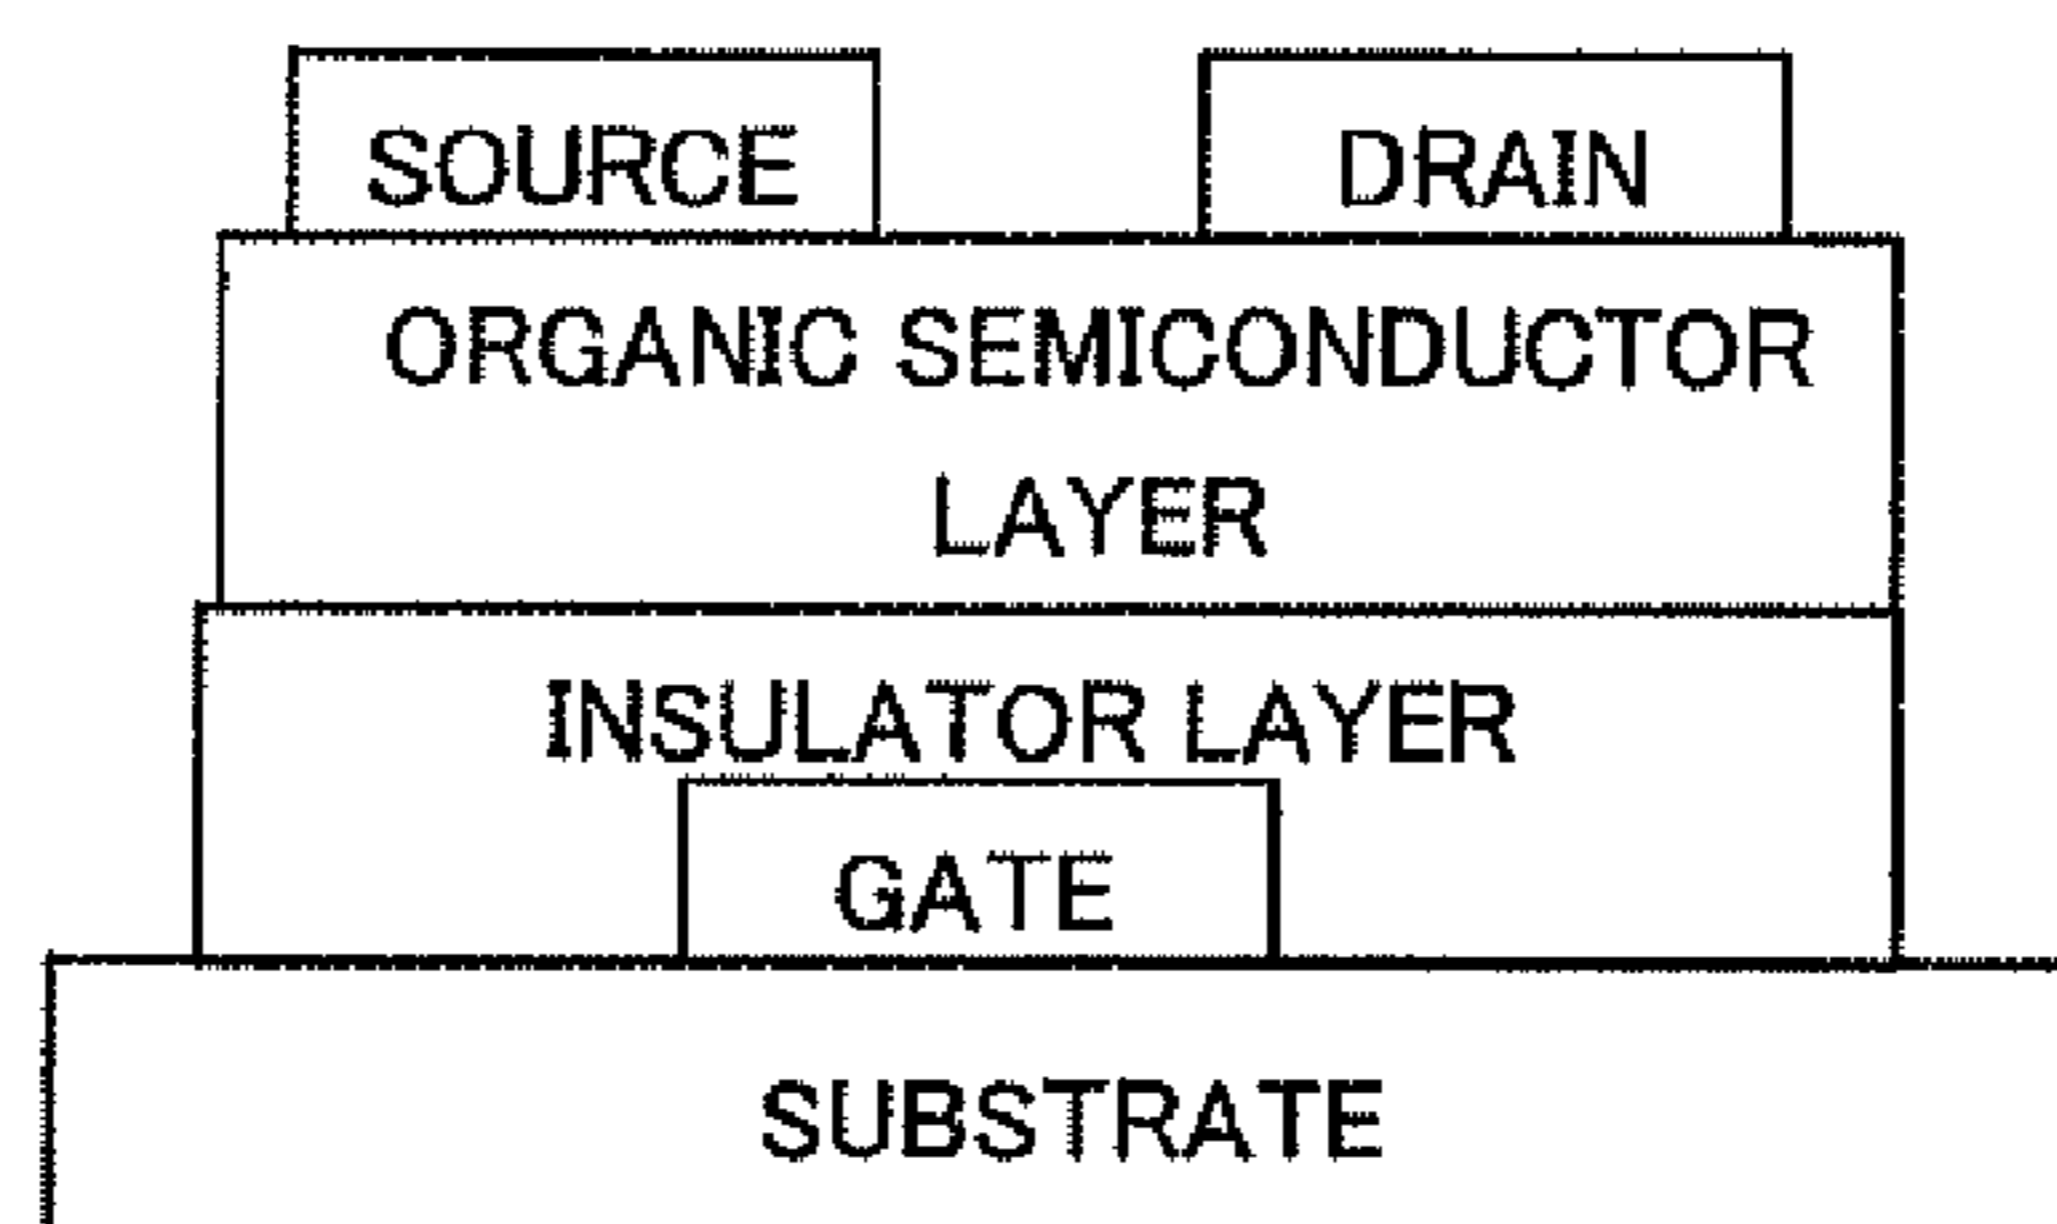 SOURCE
DRAIN
ORGANIC SEMICONDUCTOR
LAYER
INSULATOR LAYER
GATE
SUBSTRATE